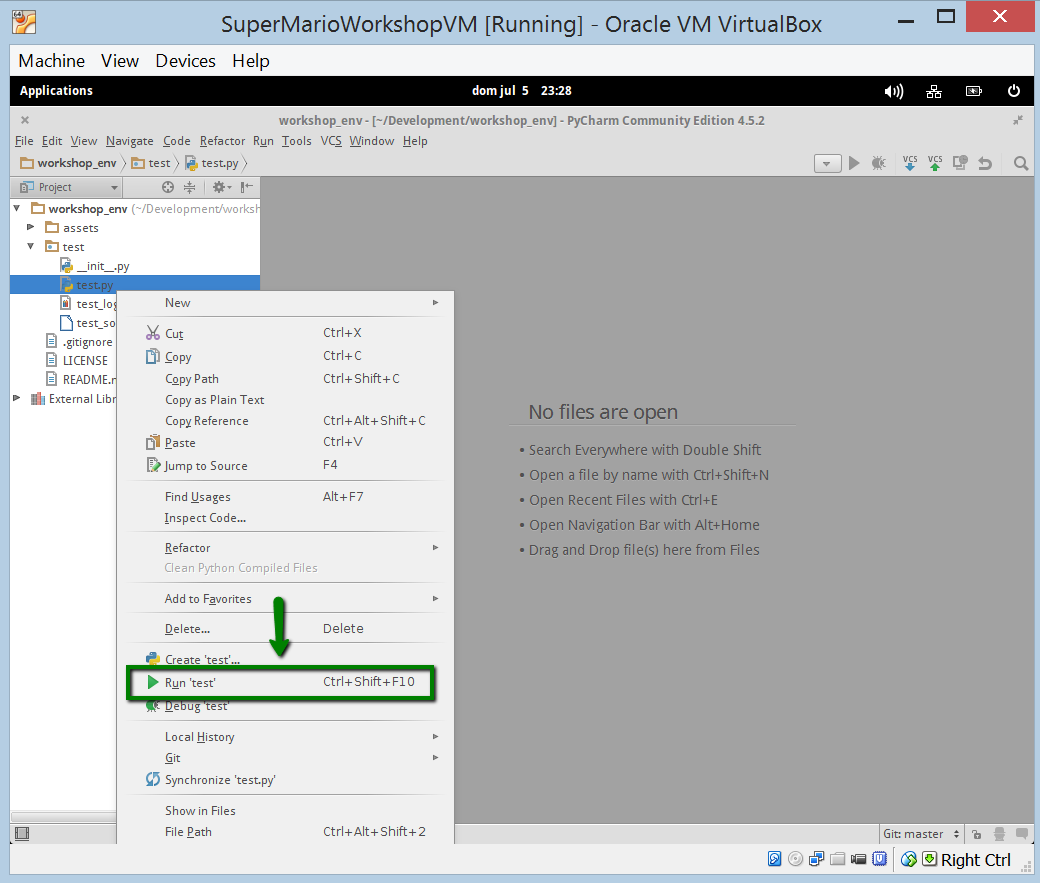 SuperMarioWorkshopVM [Running] - Oracle VM VirtualBox
Machine View Devices Help
Applications dom jul 5 23:28
workshop_env - [~/Development/workshop_env] - PyCharm Community Edition 4.5.2
File Edit View Navigate Code Refactor Run Tools VCS Window Help
workshop_env test test.py VCS VCS
Project
workshop_env (~/Development/worksh
assets
test
__init__.py
test.py
test_log
test_so
.gitignore
LICENSE
README.m
External Libr
New
Cut Ctrl+X
Copy Ctrl+C
Copy Path Ctrl+Shift+C
Copy as Plain Text
Copy Reference Ctrl+Alt+Shift+C
Paste Ctrl+V
Jump to Source F4
Find Usages Alt+F7
Inspect Code...
Refactor
Clean Python Compiled Files
Add to Favorites
Delete... Delete
Create 'test'...
Run 'test' Ctrl+Shift+F10
Debug 'test'
Local History
Git
Synchronize 'test.py'
Show in Files
File Path Ctrl+Alt+Shift+2
No files are open
• Search Everywhere with Double Shift
• Open a file by name with Ctrl+Shift+N
• Open Recent Files with Ctrl+E
• Open Navigation Bar with Alt+Home
• Drag and Drop file(s) here from Files
Git: master
Right Ctrl